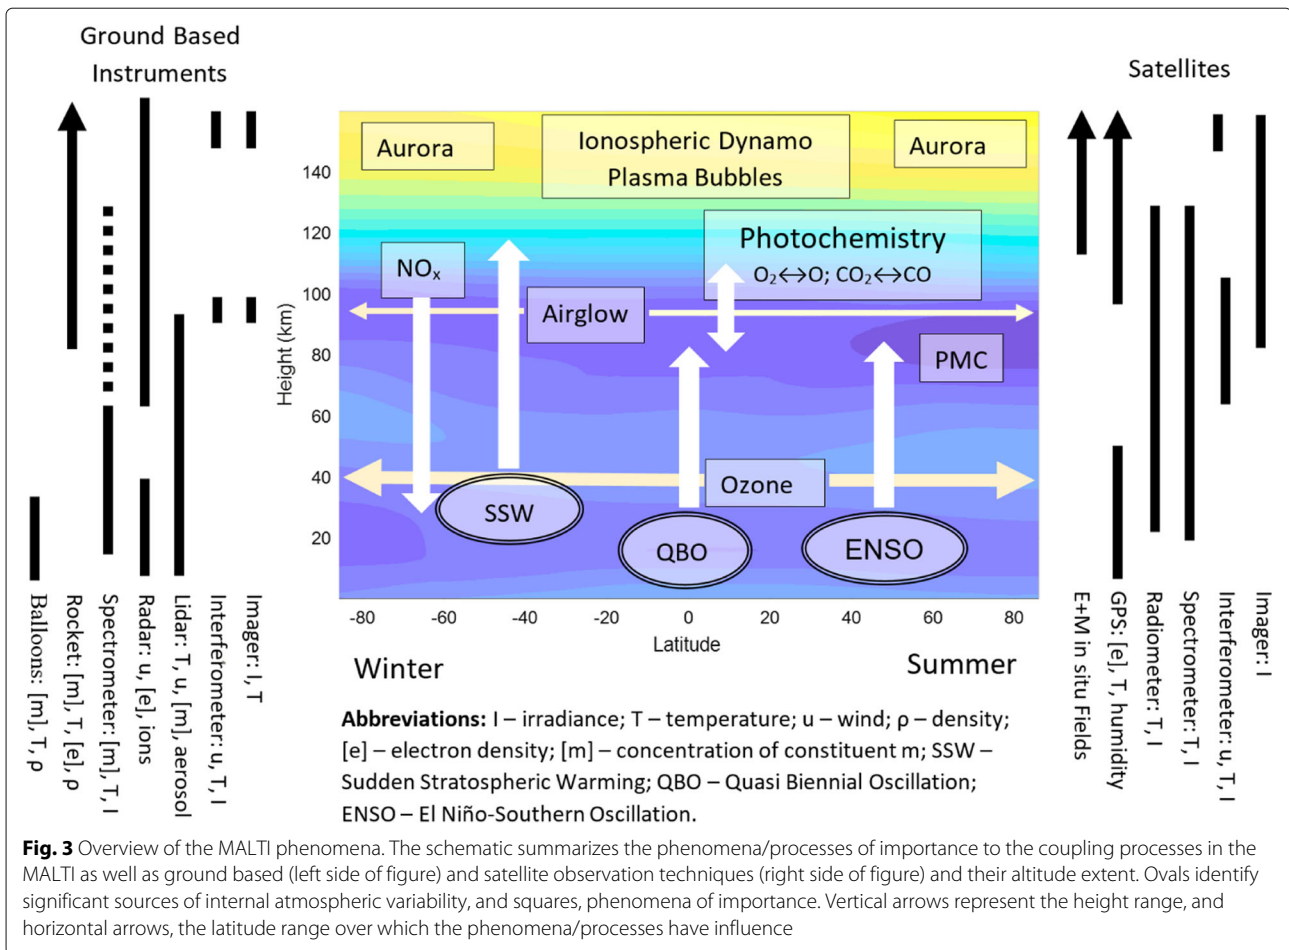 Ground Based
Instruments
Satellites
Aurora
Ionospheric Dynamo
Plasma Bubbles
Aurora
Photochemistry
O₂↔O; CO₂↔CO
NOₓ
Airglow
PMC
Ozone
SSW
QBO
ENSO
Height (km)
140
120
100
80
60
40
20
-80
-60
-40
-20
0
20
40
60
80
Latitude
Winter
Summer
Balloons: [m], T, ρ
Rocket: [m], T, [e], ρ
Spectrometer: [m], T, I
Radar: u, [e], ions
Lidar: T, u, [m], aerosol
Interferometer: u, T, I
Imager: I, T
E+M in situ Fields
GPS: [e], T, humidity
Radiometer: T, I
Spectrometer: T, I
Interferometer: u, T, I
Imager: I
Abbreviations: I – irradiance; T – temperature; u – wind; ρ – density;
[e] – electron density; [m] – concentration of constituent m; SSW –
Sudden Stratospheric Warming; QBO – Quasi Biennial Oscillation;
ENSO – El Niño-Southern Oscillation.
Fig. 3 Overview of the MALTI phenomena. The schematic summarizes the phenomena/processes of importance to the coupling processes in the
MALTI as well as ground based (left side of figure) and satellite observation techniques (right side of figure) and their altitude extent. Ovals identify
significant sources of internal atmospheric variability, and squares, phenomena of importance. Vertical arrows represent the height range, and
horizontal arrows, the latitude range over which the phenomena/processes have influence